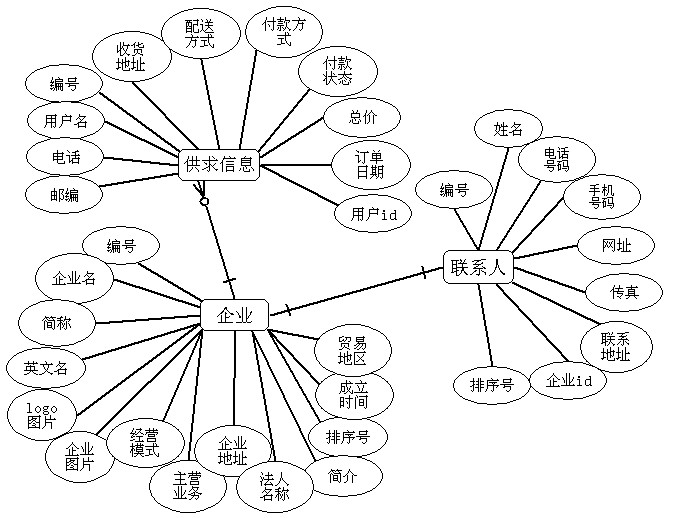 配送
方式
付款方
式
收货
地址
付款
状态
编号
总价
用户名
电话
供求信息
订单
日期
邮编
用户id
姓名
电话
号码
编号
手机
号码
网址
联系人
传真
联系
地址
排序号
企业id
编号
企业名
简称
企业
英文名
贸易
地区
logo
图片
成立
时间
企业
图片
经营
模式
企业
地址
排序号
主营
业务
法人
名称
简介